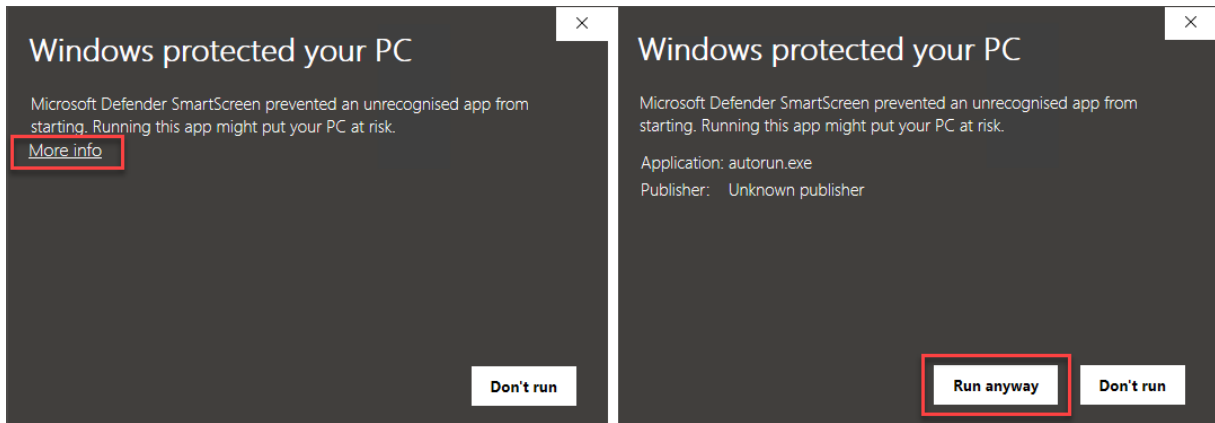 Windows protected your PC
Microsoft Defender SmartScreen prevented an unrecognised app from
starting. Running this app might put your PC at risk.
More info
Don't run
Windows protected your PC
Microsoft Defender SmartScreen prevented an unrecognised app from
starting. Running this app might put your PC at risk.
Application: autorun.exe
Publisher: Unknown publisher
Run anyway Don't run